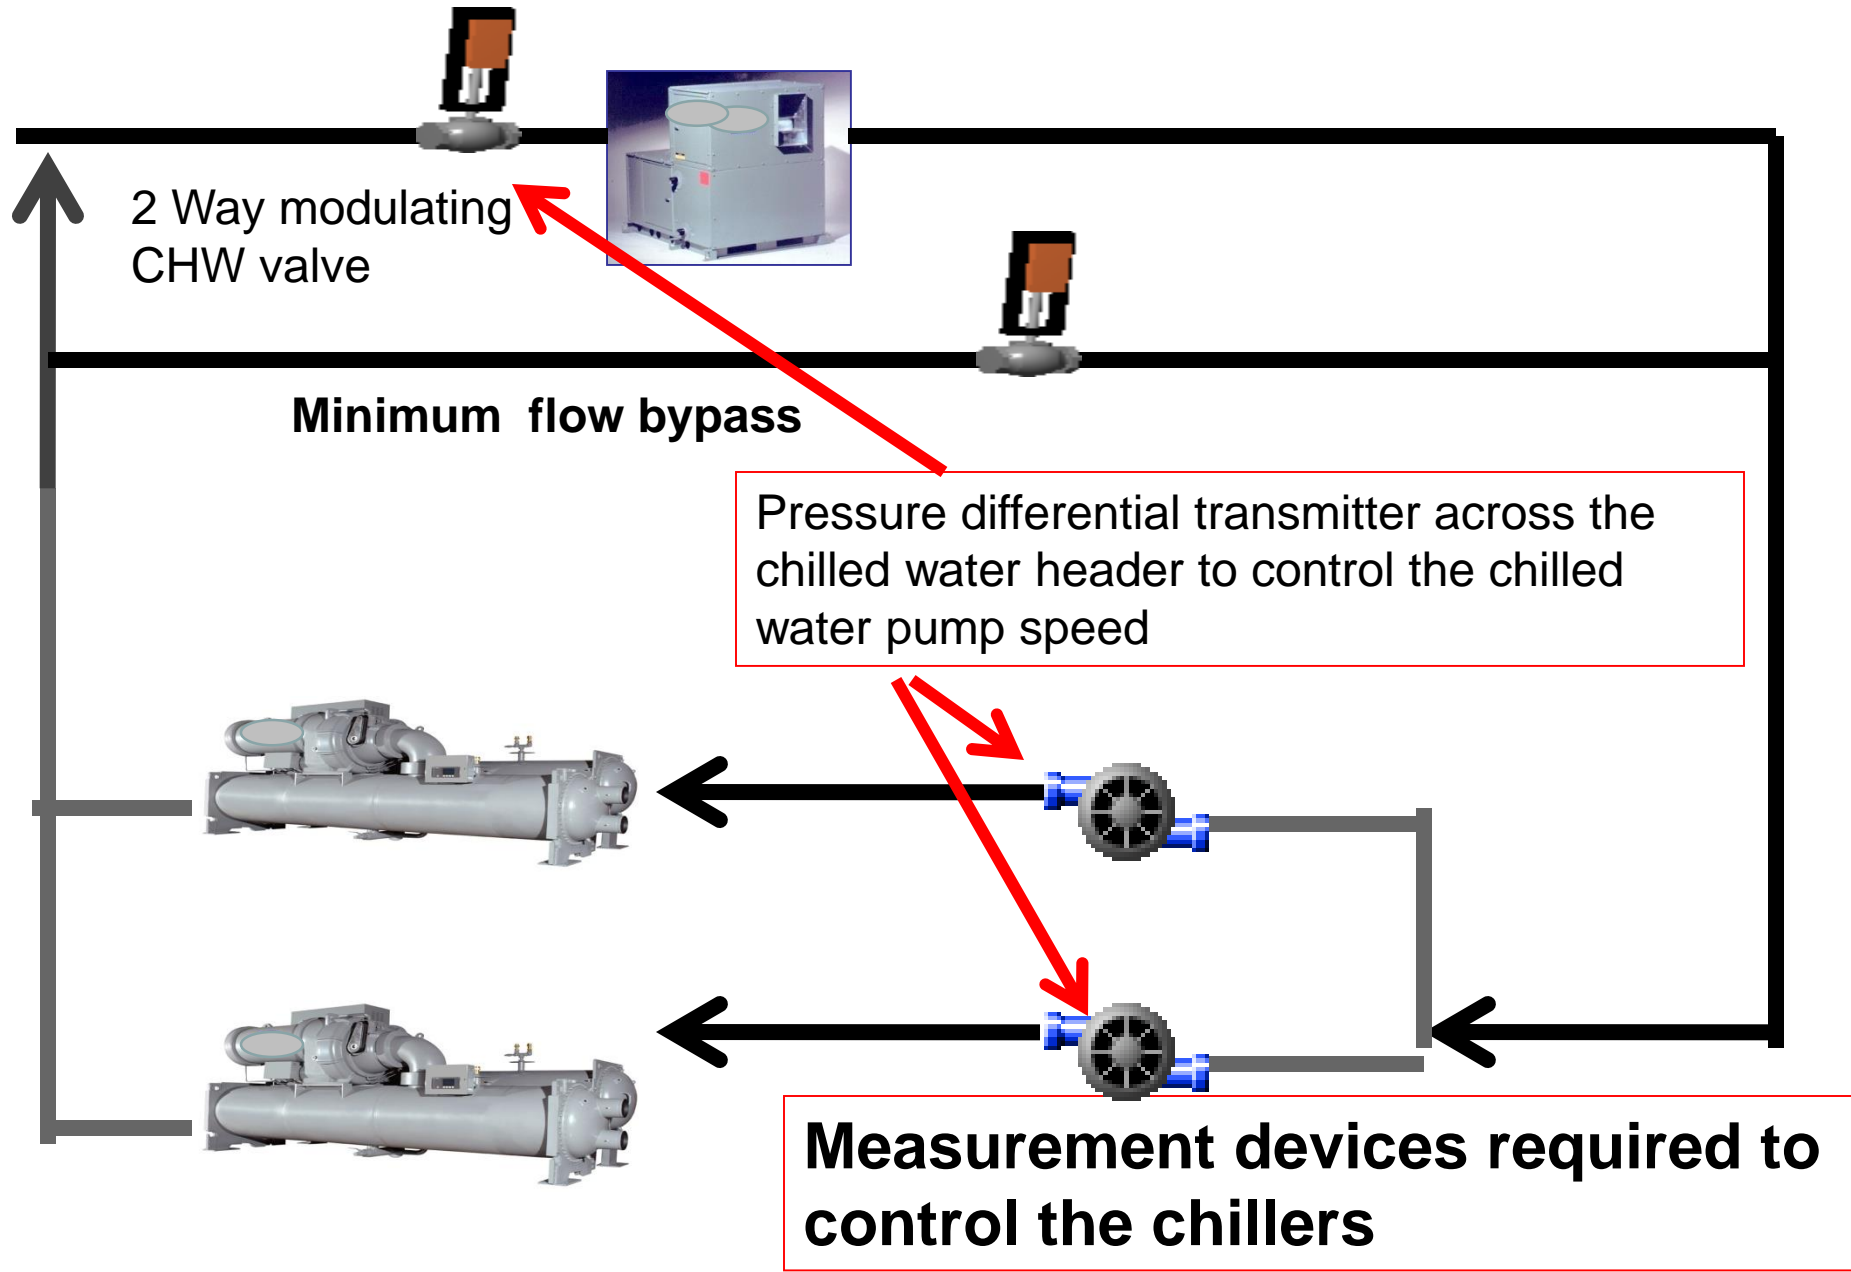 2 Way modulating
CHW valve
Minimum flow bypass
Pressure differential transmitter across the
chilled water header to control the chilled
water pump speed
Measurement devices required to
control the chillers